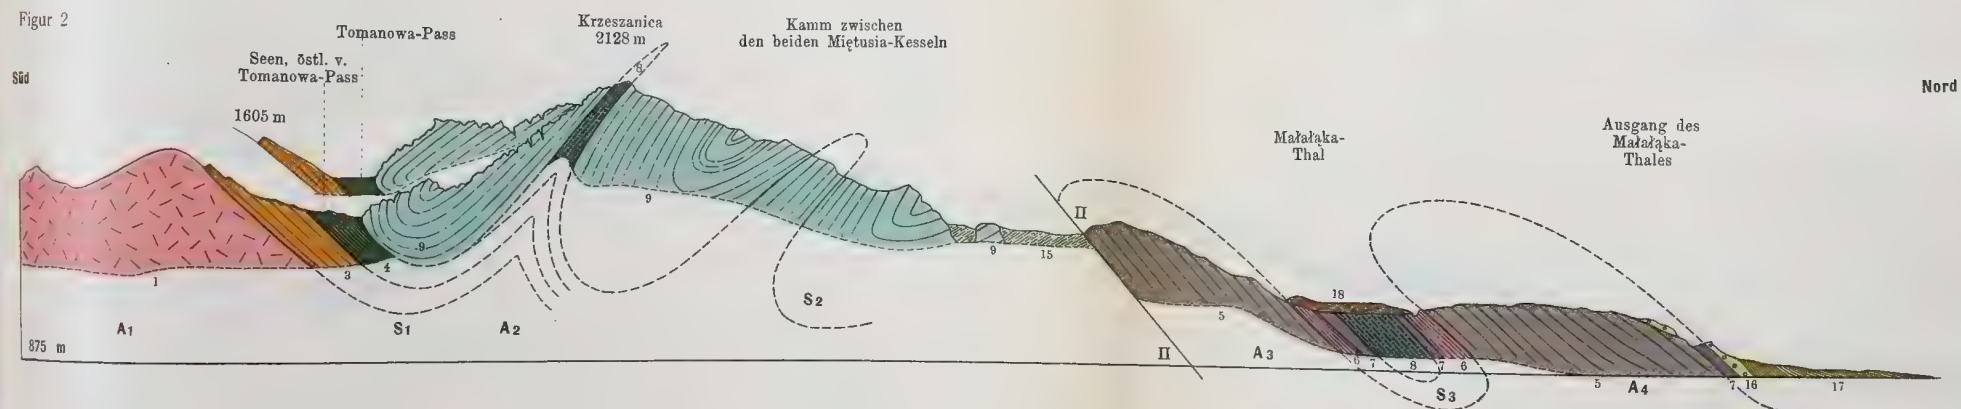 Figur 2
Tomanowa-Pass
Krzeszanica
2128 m
Kamm zwischen
den beiden Miętusia-Kesseln
Seen, östl. v.
Tomanowa-Pass
Süd
Nord
1605 m
Małałąka-
Thal
Ausgang des
Małałąka-
Thales
8
9
9
9
15
II
II
1
3
4
5
18
6
7
8
7
6
5
7
16
17
A1
S1
A2
S2
A3
S3
A4
875 m